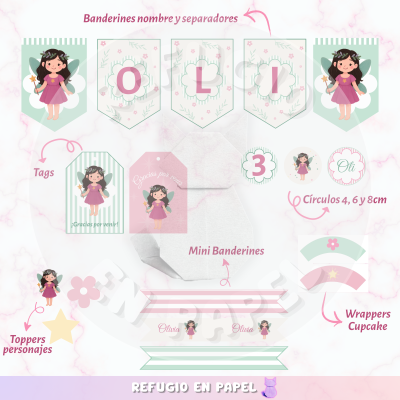 Banderines nombre y separadores
O L I
Tags
¡Gracias por venir!
3
Oli
Círculos 4, 6 y 8cm
Mini Banderines
Olivia
Olivia
Toppers
personajes
Wrappers
Cupcake
REFUGIO EN PAPEL